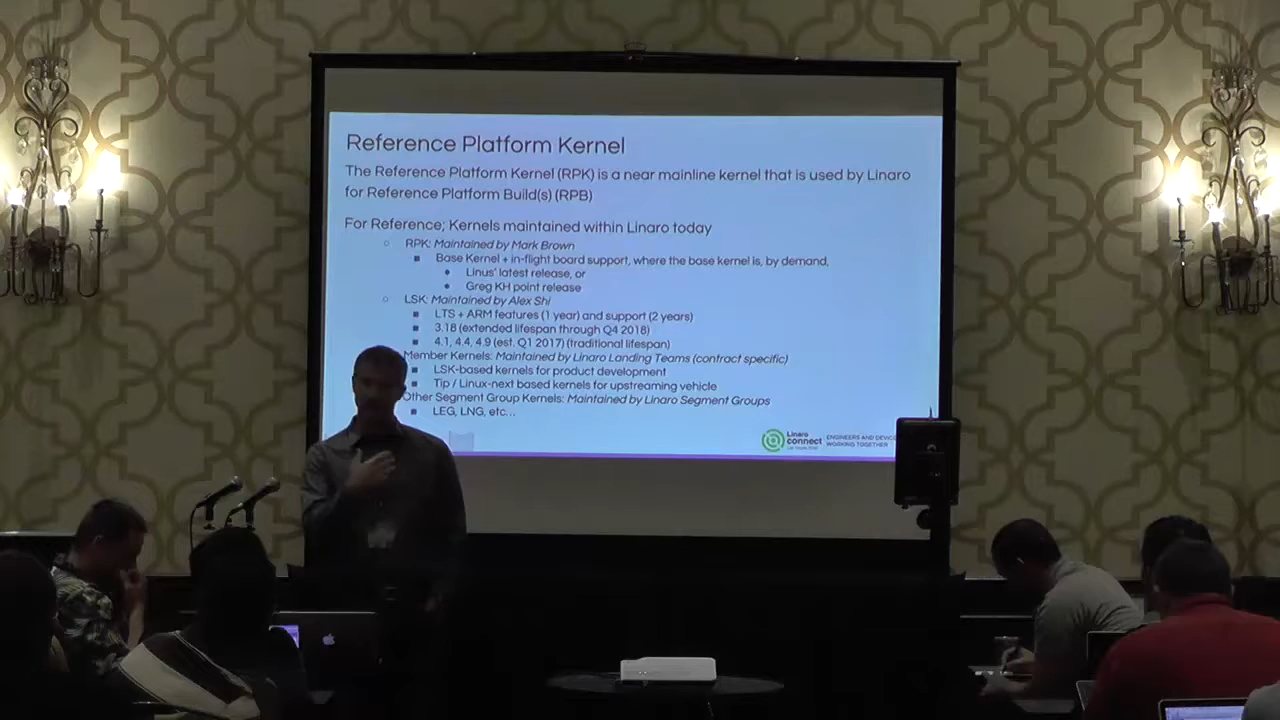 Reference Platform Kernel
The Reference Platform Kernel (RPK) is a near mainline kernel that is used by Linaro
for Reference Platform Build(s) (RPB)
For Reference; Kernels maintained within Linaro today
RPK: Maintained by Mark Brown
Base Kernel + in-flight board support, where the base kernel is, by demand,
Linus' latest release, or
Greg KH point release
LSK: Maintained by Alex Shi
LTS + ARM features (1 year) and support (2 years)
3.18 (extended lifespan through Q4 2018)
4.1, 4.4, 4.9 (est. Q1 2017) (traditional lifespan)
Member Kernels: Maintained by Linaro Landing Teams (contract specific)
LSK-based kernels for product development
Tip / Linux-next based kernels for upstreaming vehicle
Other Segment Group Kernels: Maintained by Linaro Segment Groups
LEG, LNG, etc...
Linaro
connect
ENGINEERS AND DEVICE
WORKING TOGETHER